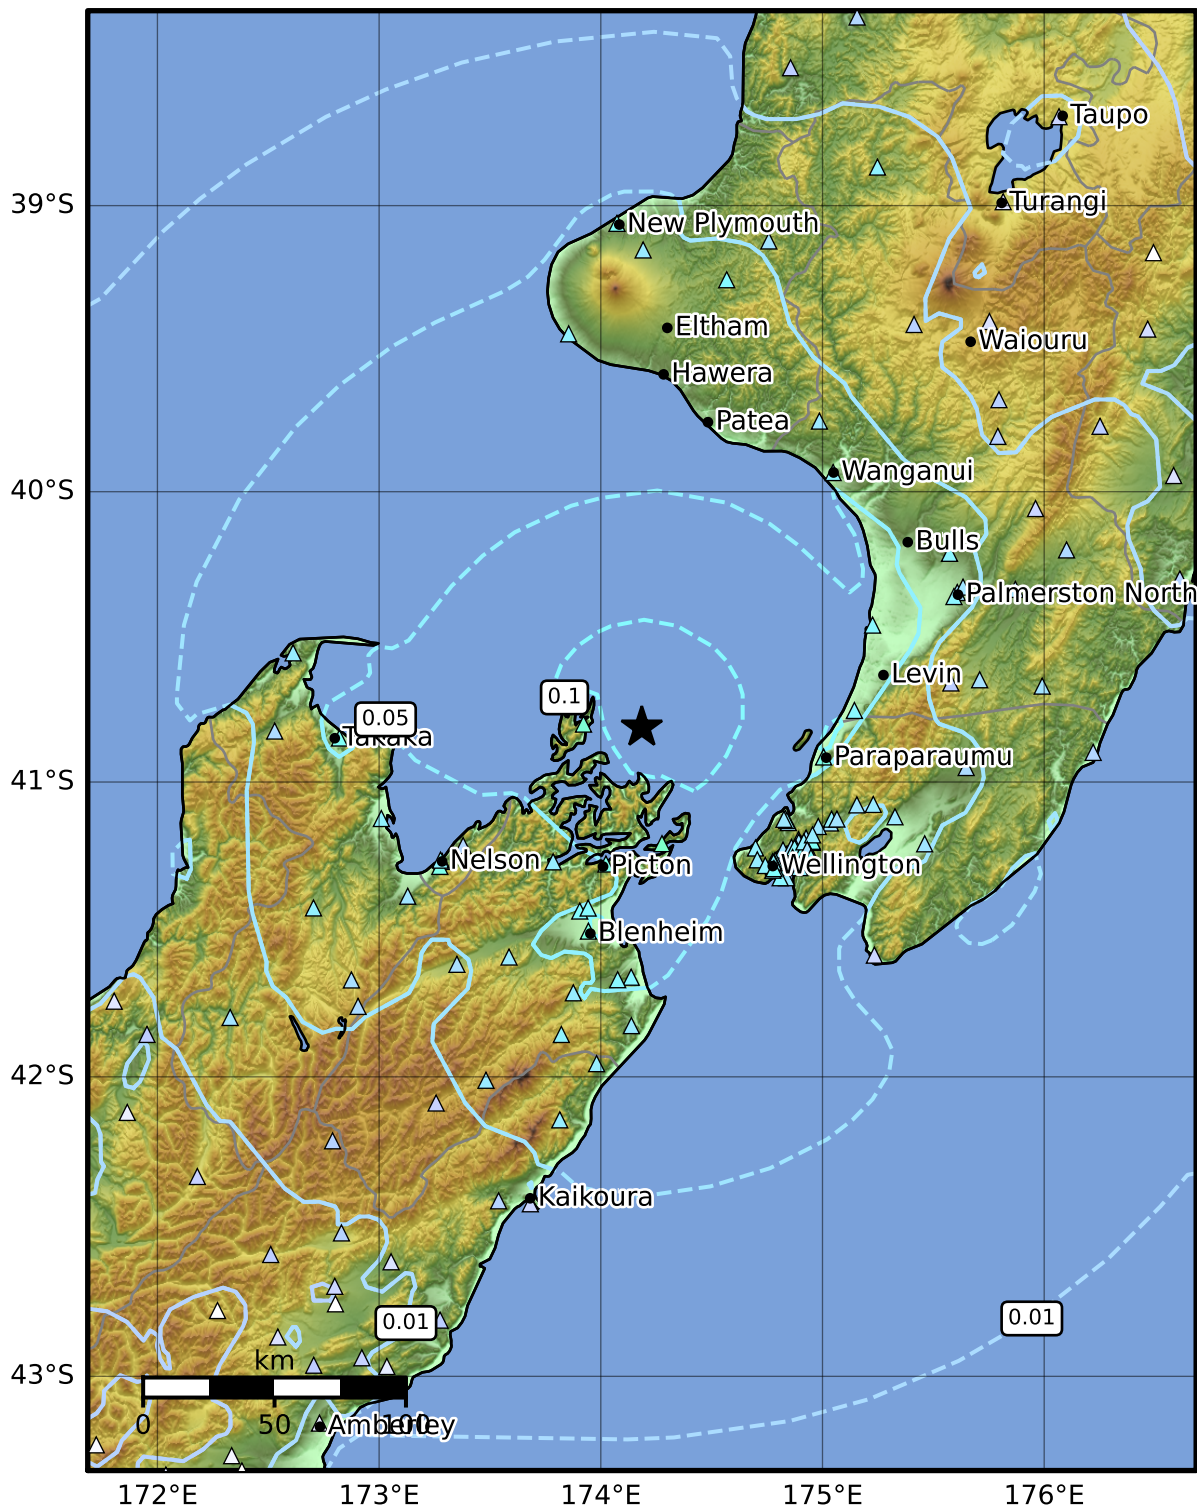 Taupo
39°S
Turangi
New Plymouth
Eltham
Waiouru
Hawera
Patea
Wanganui
40°S
Bulls
Palmerston North
Levin
0.1
0.05
Takaka
Paraparaumu
41°S
Nelson
Picton
Wellington
Blenheim
42°S
Kaikoura
0.01
0.01
km
43°S
0 50 100
Amberley
172°E 173°E 174°E 175°E 176°E